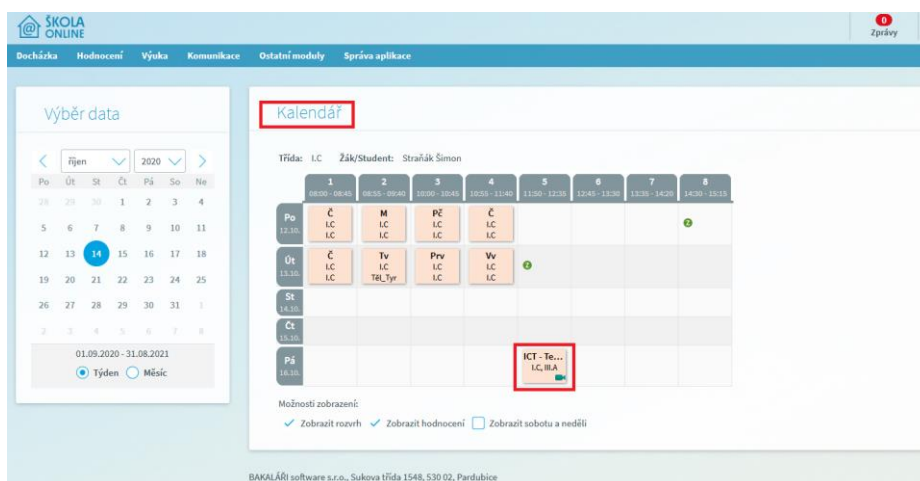 ŠKOLA
ONLINE
0
Zprávy
Docházka Hodnocení Výuka Komunikace Ostatní moduly Správa aplikace
Výběr data
říjen 2020
Po Út St Čt Pá So Ne
28 29 30 1 2 3 4
5 6 7 8 9 10 11
12 13 14 15 16 17 18
19 20 21 22 23 24 25
26 27 28 29 30 31 1
2 3 4 5 6 7 8
01.09.2020 - 31.08.2021
Týden Měsíc
Kalendář
Třída: I.C Žák/Student: Straňák Šimon
1 2 3 4 5 6 7 8
08:00 - 08:45 08:55 - 09:40 10:00 - 10:45 10:55 - 11:40 11:50 - 12:35 12:45 - 13:30 13:35 - 14:20 14:30 - 15:15
Po Č M Pč Č
12.10. I.C I.C I.C I.C
I.C I.C I.C I.C
Út Č Tv Prv Vv
13.10. I.C I.C I.C I.C
I.C Těl_Tyr I.C I.C
St
14.10.
Čt
15.10.
Pá ICT - Te...
16.10. I.C, III.A
Možnosti zobrazení:
Zobrazit rozvrh Zobrazit hodnocení Zobrazit sobotu a neděli
BAKALÁŘI software s.r.o., Sukova třída 1548, 530 02, Pardubice